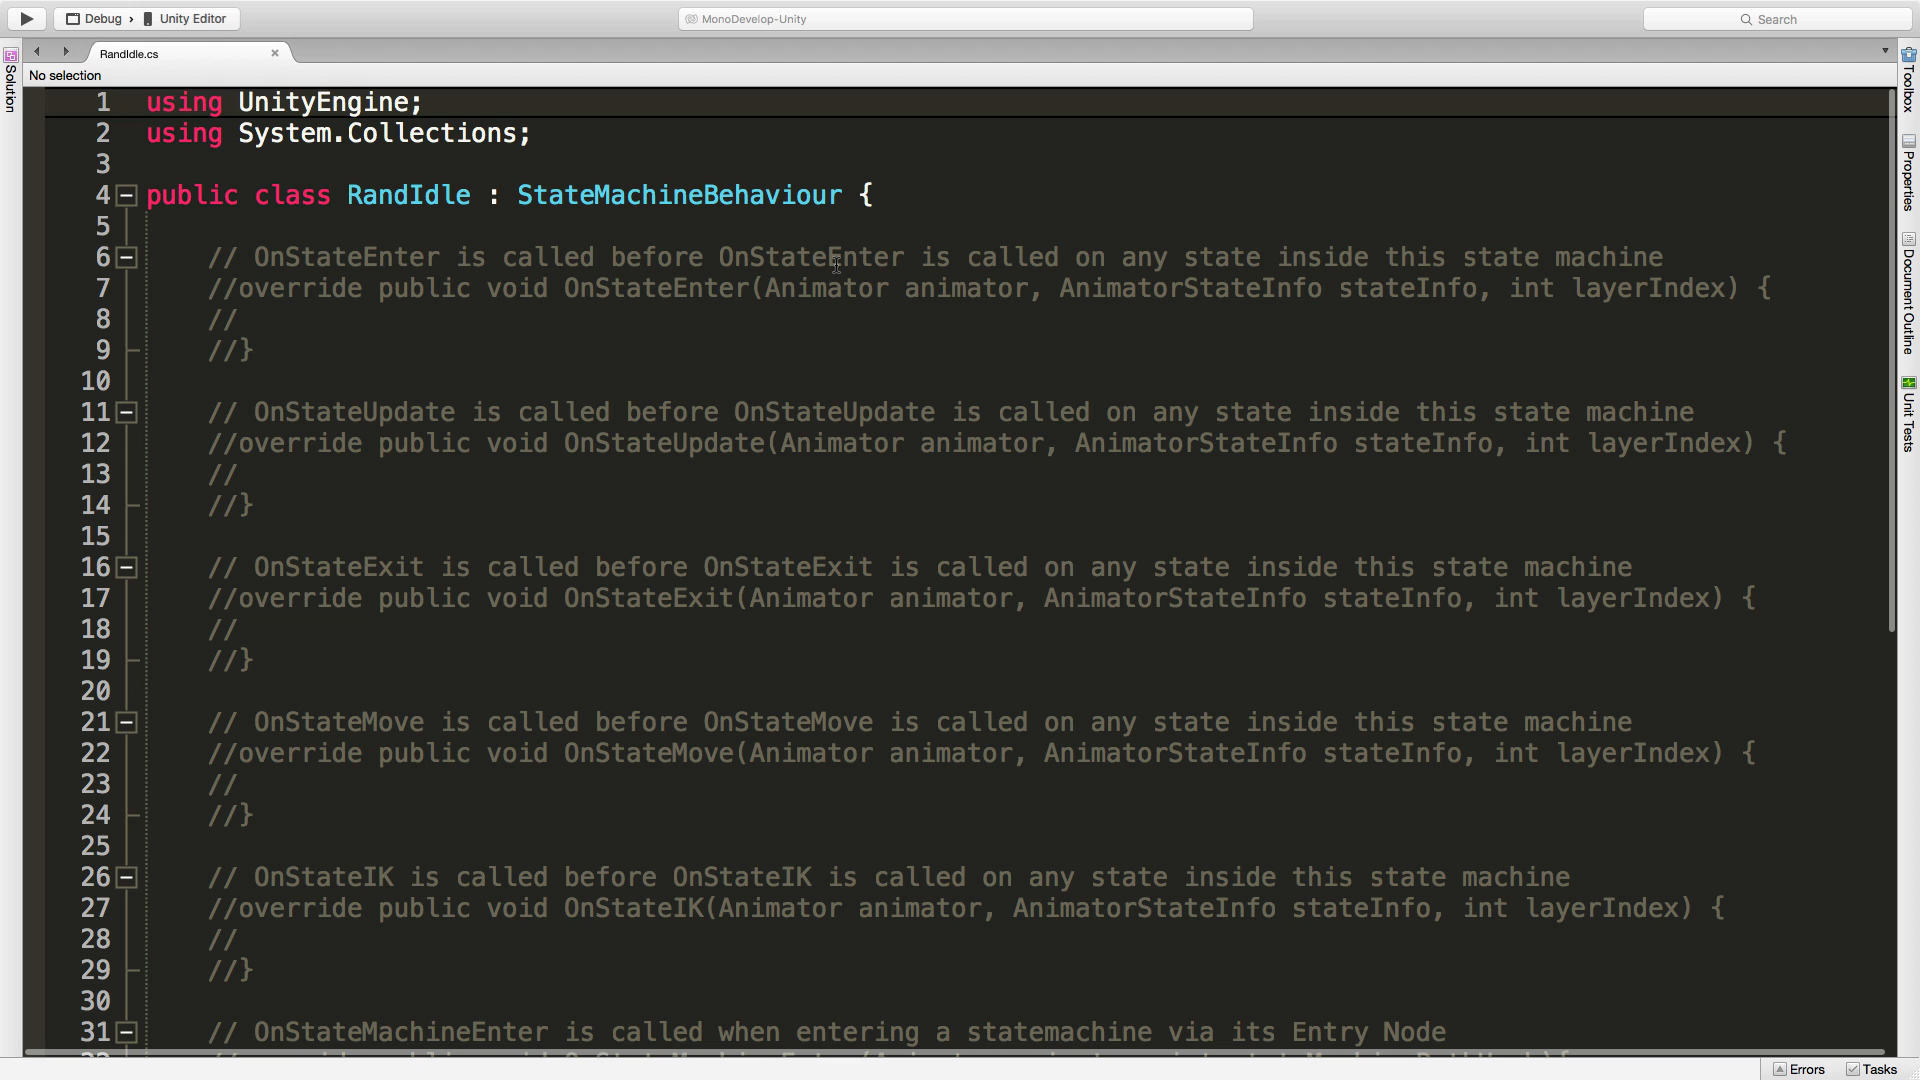 Debug › Unity Editor
MonoDevelop-Unity
Search
RandIdle.cs
No selection
Solution
Toolbox
Properties
Document Outline
Unit Tests
1 using UnityEngine;
2 using System.Collections;
3
4 public class RandIdle : StateMachineBehaviour {
5
6 // OnStateEnter is called before OnStateEnter is called on any state inside this state machine
7 //override public void OnStateEnter(Animator animator, AnimatorStateInfo stateInfo, int layerIndex) {
8 //
9 //}
10
11 // OnStateUpdate is called before OnStateUpdate is called on any state inside this state machine
12 //override public void OnStateUpdate(Animator animator, AnimatorStateInfo stateInfo, int layerIndex) {
13 //
14 //}
15
16 // OnStateExit is called before OnStateExit is called on any state inside this state machine
17 //override public void OnStateExit(Animator animator, AnimatorStateInfo stateInfo, int layerIndex) {
18 //
19 //}
20
21 // OnStateMove is called before OnStateMove is called on any state inside this state machine
22 //override public void OnStateMove(Animator animator, AnimatorStateInfo stateInfo, int layerIndex) {
23 //
24 //}
25
26 // OnStateIK is called before OnStateIK is called on any state inside this state machine
27 //override public void OnStateIK(Animator animator, AnimatorStateInfo stateInfo, int layerIndex) {
28 //
29 //}
30
31 // OnStateMachineEnter is called when entering a statemachine via its Entry Node
Errors
Tasks